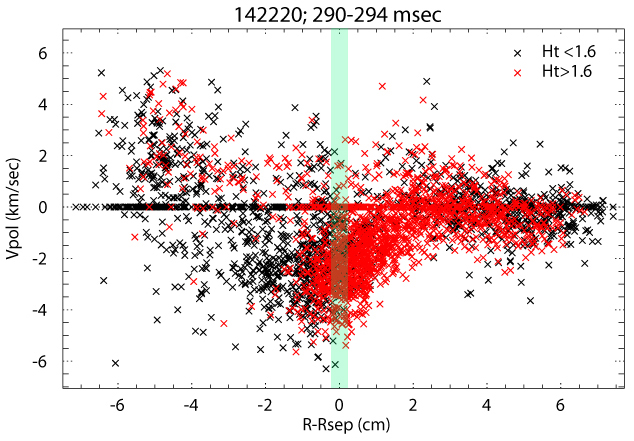 142220; 290-294 msec
Ht <1.6
Ht>1.6
Vpol (km/sec)
6
4
2
0
-2
-4
-6
-6 -4 -2 0 2 4 6
R-Rsep (cm)